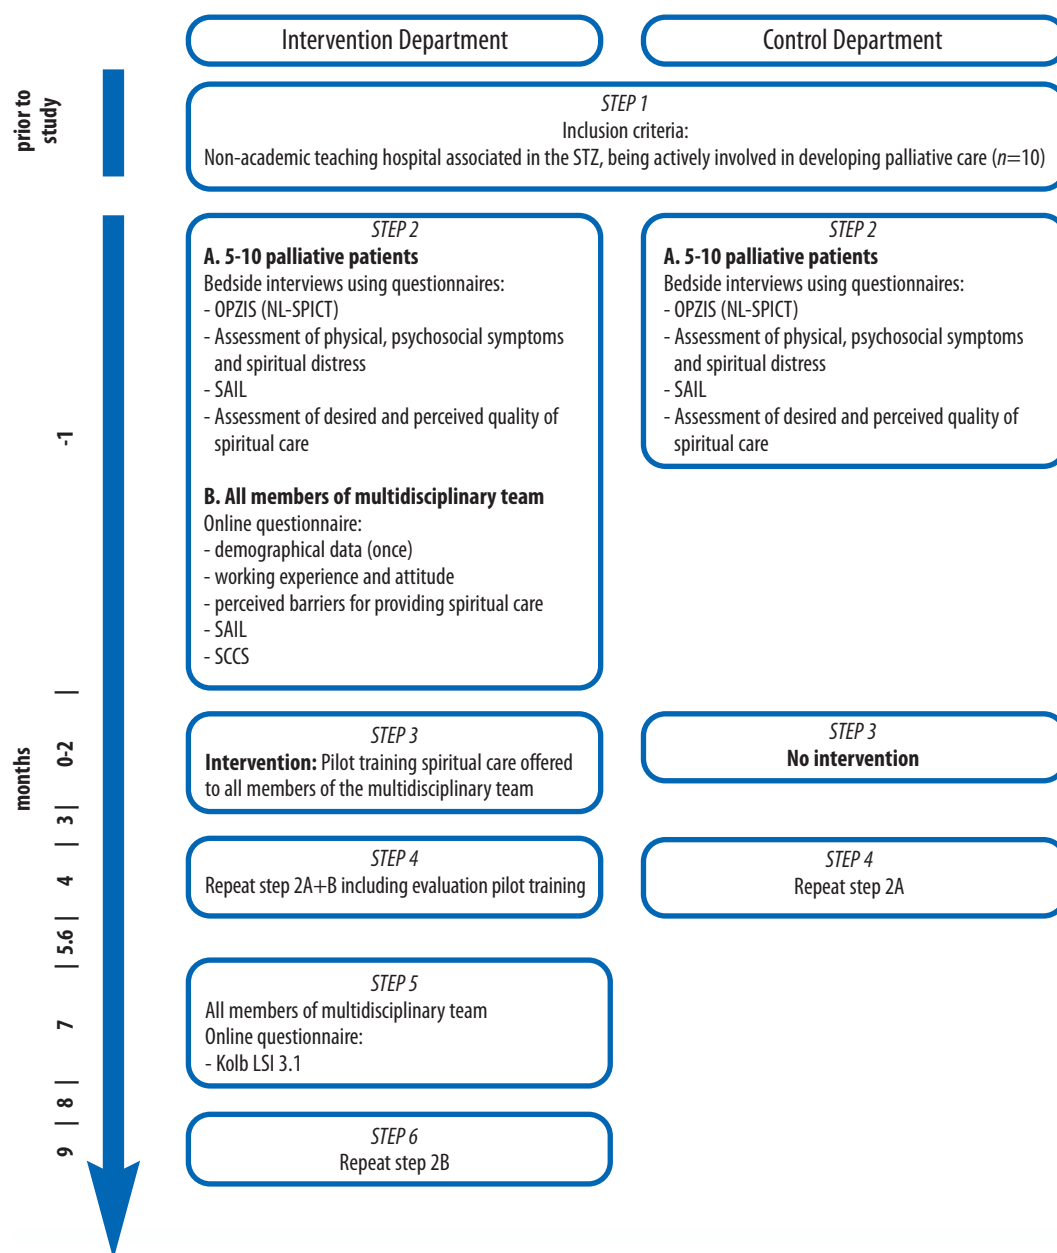 Intervention Department
Control Department
prior to
study
STEP 1
Inclusion criteria:
Non-academic teaching hospital associated in the STZ, being actively involved in developing palliative care (n=10)
months
-1
STEP 2
A. 5-10 palliative patients
Bedside interviews using questionnaires:
- OPZIS (NL-SPICT)
- Assessment of physical, psychosocial symptoms
and spiritual distress
- SAIL
- Assessment of desired and perceived quality of
spiritual care
B. All members of multidisciplinary team
Online questionnaire:
- demographical data (once)
- working experience and attitude
- perceived barriers for providing spiritual care
- SAIL
- SCCS
STEP 2
A. 5-10 palliative patients
Bedside interviews using questionnaires:
- OPZIS (NL-SPICT)
- Assessment of physical, psychosocial symptoms
and spiritual distress
- SAIL
- Assessment of desired and perceived quality of
spiritual care
| 0-2 |
STEP 3
Intervention: Pilot training spiritual care offered
to all members of the multidisciplinary team
STEP 3
No intervention
3 |
4
STEP 4
Repeat step 2A+B including evaluation pilot training
STEP 4
Repeat step 2A
| 5.6 |
7
STEP 5
All members of multidisciplinary team
Online questionnaire:
- Kolb LSI 3.1
| 8 |
9
STEP 6
Repeat step 2B